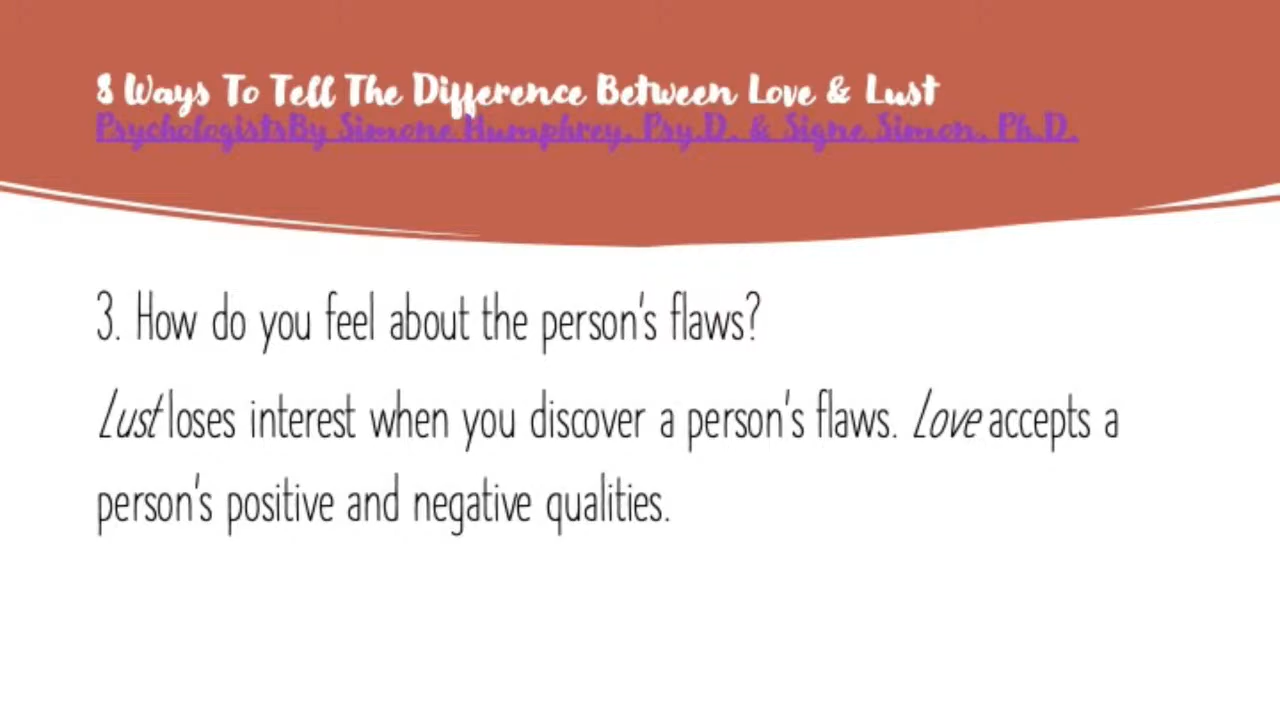 8 Ways To Tell The Difference Between Love & Lust
PsychologistsBy Simone Humphrey, Psy.D. & Signe Simon, Ph.D.
3. How do you feel about the person's flaws?
Lust loses interest when you discover a person's flaws. Love accepts a
person's positive and negative qualities.